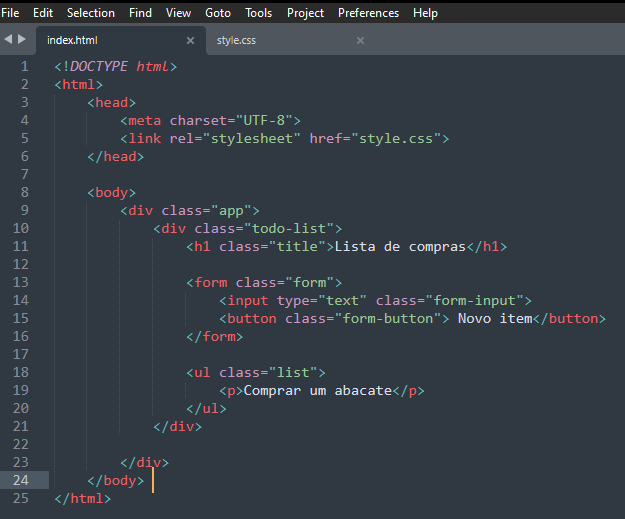 File Edit Selection Find View Goto Tools Project Preferences Help
index.html × style.css ×
1 <!DOCTYPE html>
2 <html>
3 <head>
4 <meta charset="UTF-8">
5 <link rel="stylesheet" href="style.css">
6 </head>
7
8 <body>
9 <div class="app">
10 <div class="todo-list">
11 <h1 class="title">Lista de compras</h1>
12
13 <form class="form">
14 <input type="text" class="form-input">
15 <button class="form-button"> Novo item</button>
16 </form>
17
18 <ul class="list">
19 <p>Comprar um abacate</p>
20 </ul>
21 </div>
22
23 </div>
24 </body>
25 </html>